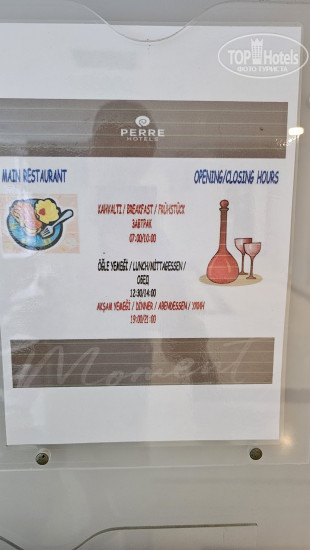 TOP Hotels
ФОТО ТУРИСТА
PERRE
HOTELS
MAIN RESTAURANT
OPENING/CLOSING HOURS
KAHVALTI / BREAKFAST / FRÜHSTÜCK
ЗАВТРАК
07:00/10:00
ÖĞLE YEMEĞİ / LUNCH/MITTAGESSEN /
ОБЕД
12:30/14:00
AKŞAM YEMEĞİ / DINNER / ABENDESSEN / УЖИН
19:00/21:00
Moment